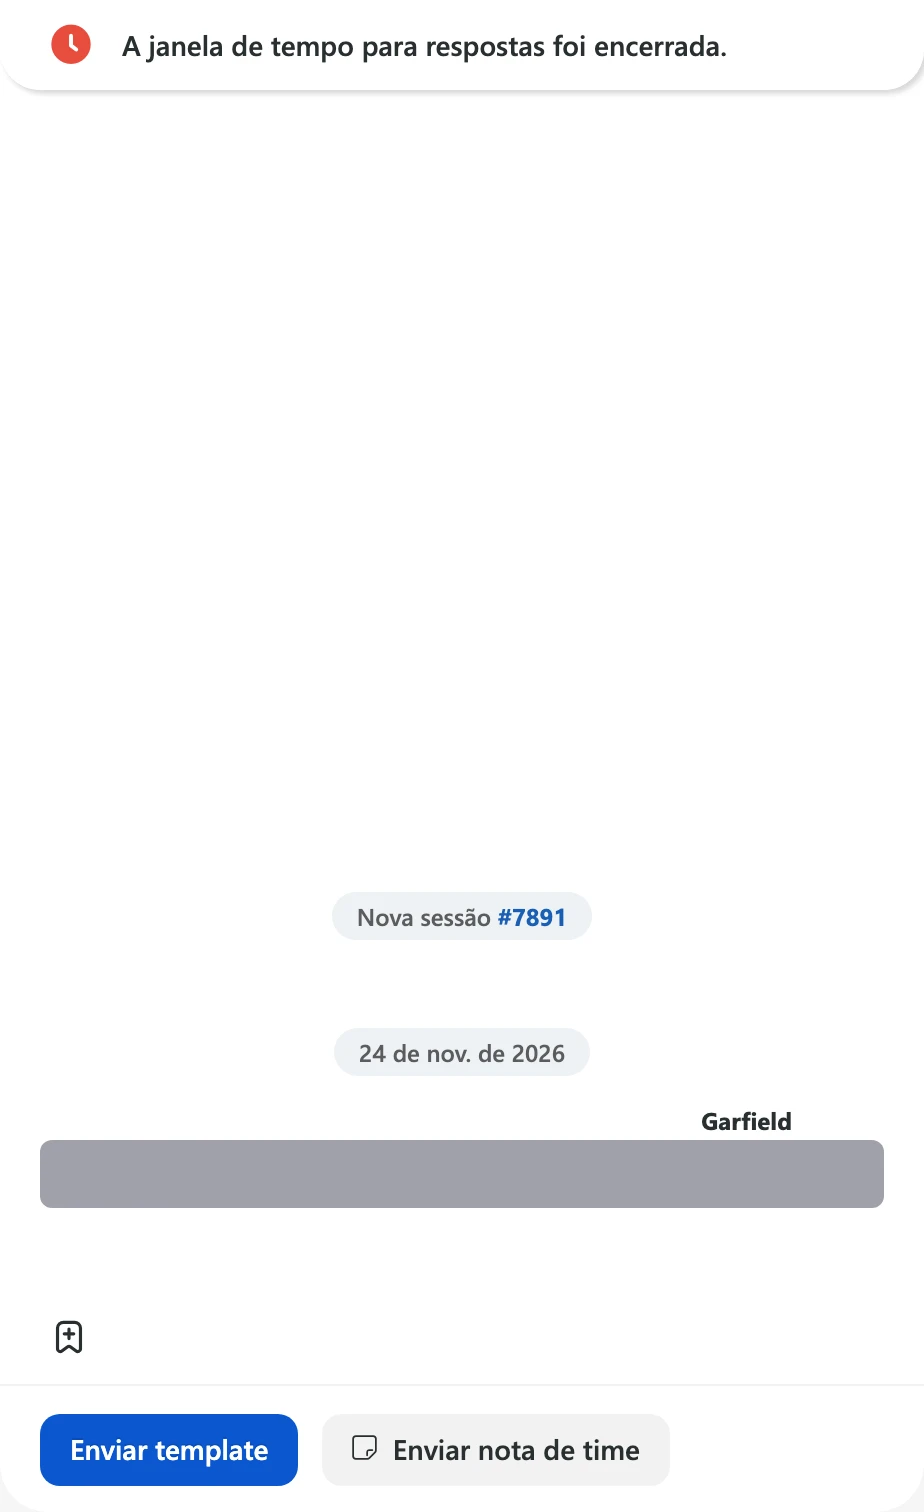 A janela de tempo para respostas foi encerrada.
Nova sessão #7891
24 de nov. de 2026
Garfield
Enviar template
Enviar nota de time